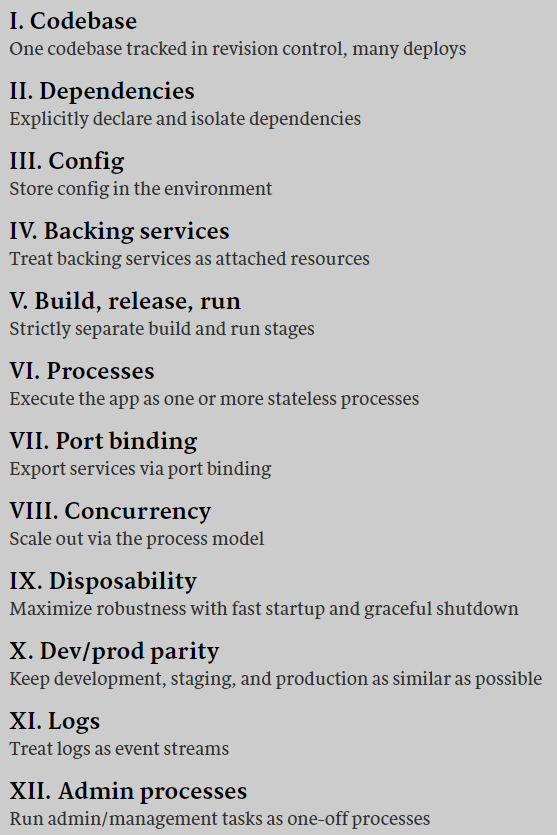 I. Codebase
One codebase tracked in revision control, many deploys
II. Dependencies
Explicitly declare and isolate dependencies
III. Config
Store config in the environment
IV. Backing services
Treat backing services as attached resources
V. Build, release, run
Strictly separate build and run stages
VI. Processes
Execute the app as one or more stateless processes
VII. Port binding
Export services via port binding
VIII. Concurrency
Scale out via the process model
IX. Disposability
Maximize robustness with fast startup and graceful shutdown
X. Dev/prod parity
Keep development, staging, and production as similar as possible
XI. Logs
Treat logs as event streams
XII. Admin processes
Run admin/management tasks as one-off processes